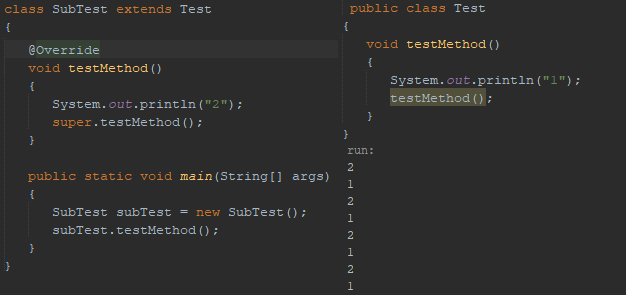 class SubTest extends Test
{
@Override
void testMethod()
{
System.out.println("2");
super.testMethod();
}
public static void main(String[] args)
{
SubTest subTest = new SubTest();
subTest.testMethod();
}
}
public class Test
{
void testMethod()
{
System.out.println("1");
testMethod();
}
}
run:
2
1
2
1
2
1
2
1